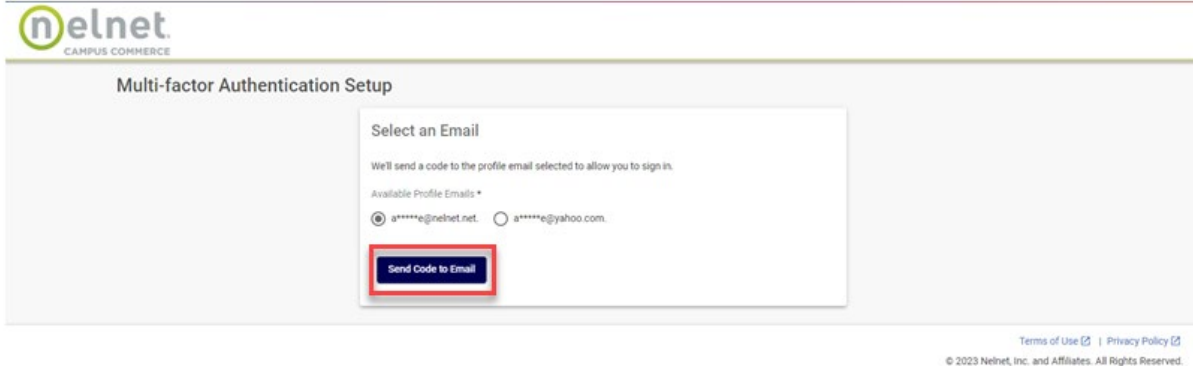 nelnet
CAMPUS COMMERCE
Multi-factor Authentication Setup
Select an Email
We'll send a code to the profile email selected to allow you to sign in.
Available Profile Emails *
a*****e@nelnet.net. a*****e@yahoo.com.
Send Code to Email
Terms of Use | Privacy Policy
© 2023 Nelnet, Inc. and Affiliates. All Rights Reserved.